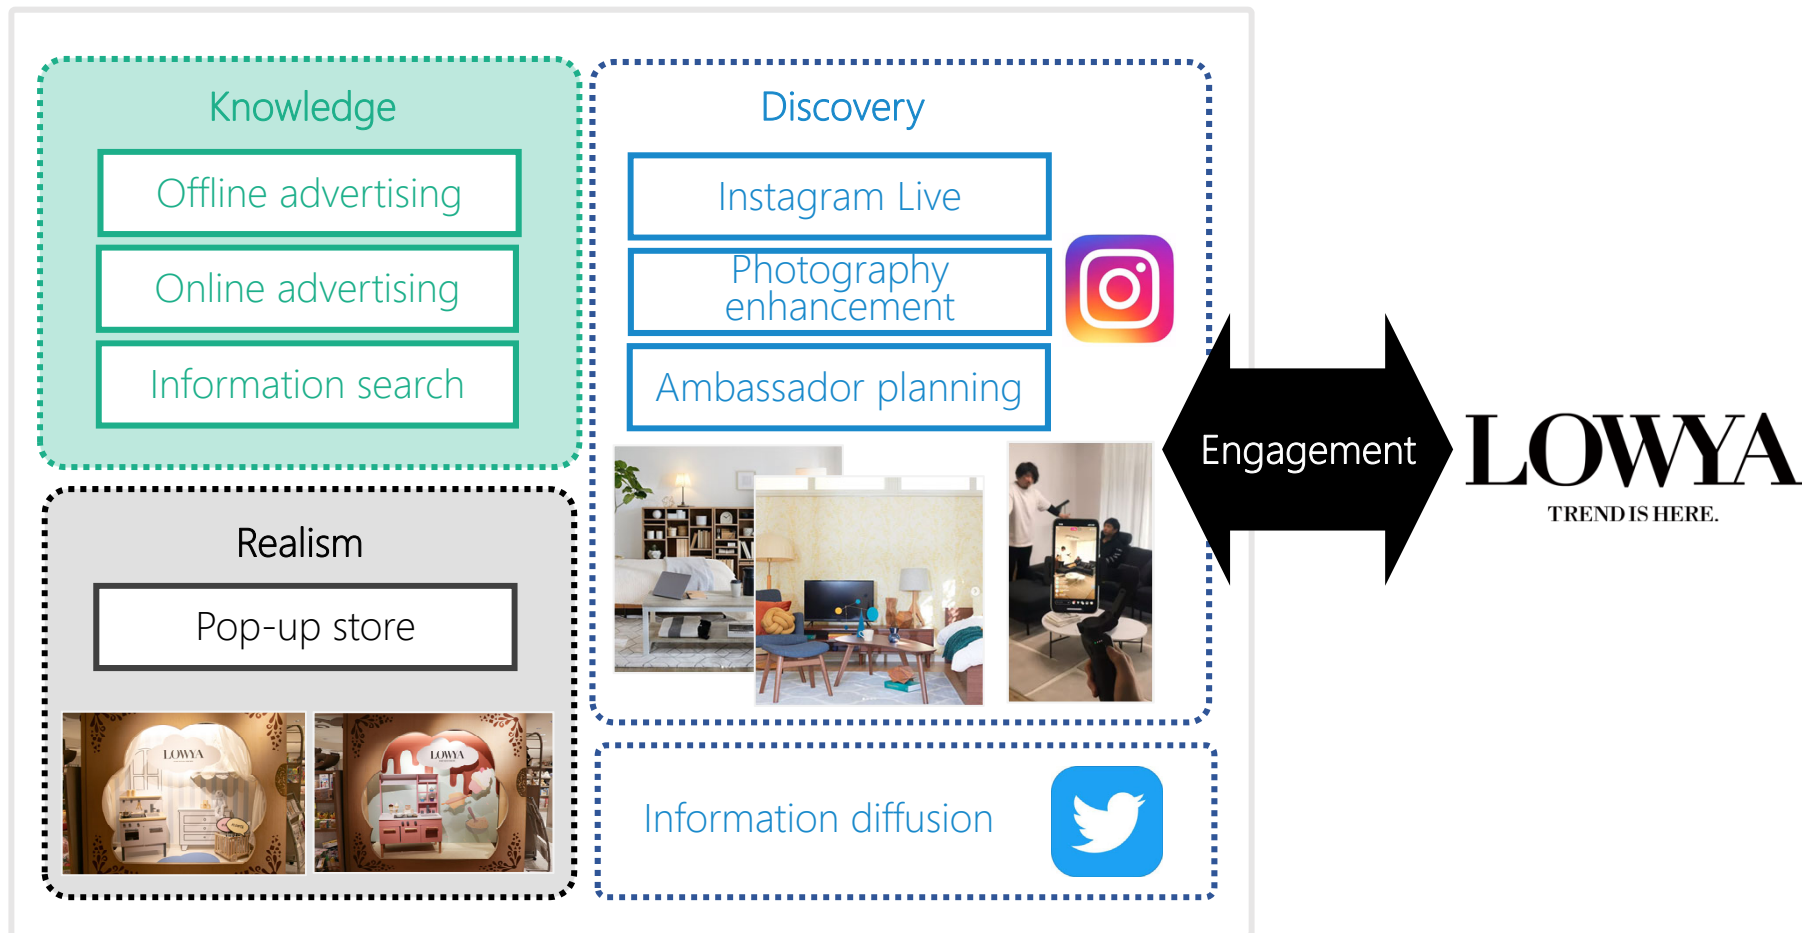 Knowledge
Offline advertising
Online advertising
Information search
Discovery
Instagram Live
Photography
enhancement
Ambassador planning
Realism
Pop-up store
LOWYA
LOWYA
Information diffusion
Engagement
LOWYA
TREND IS HERE.